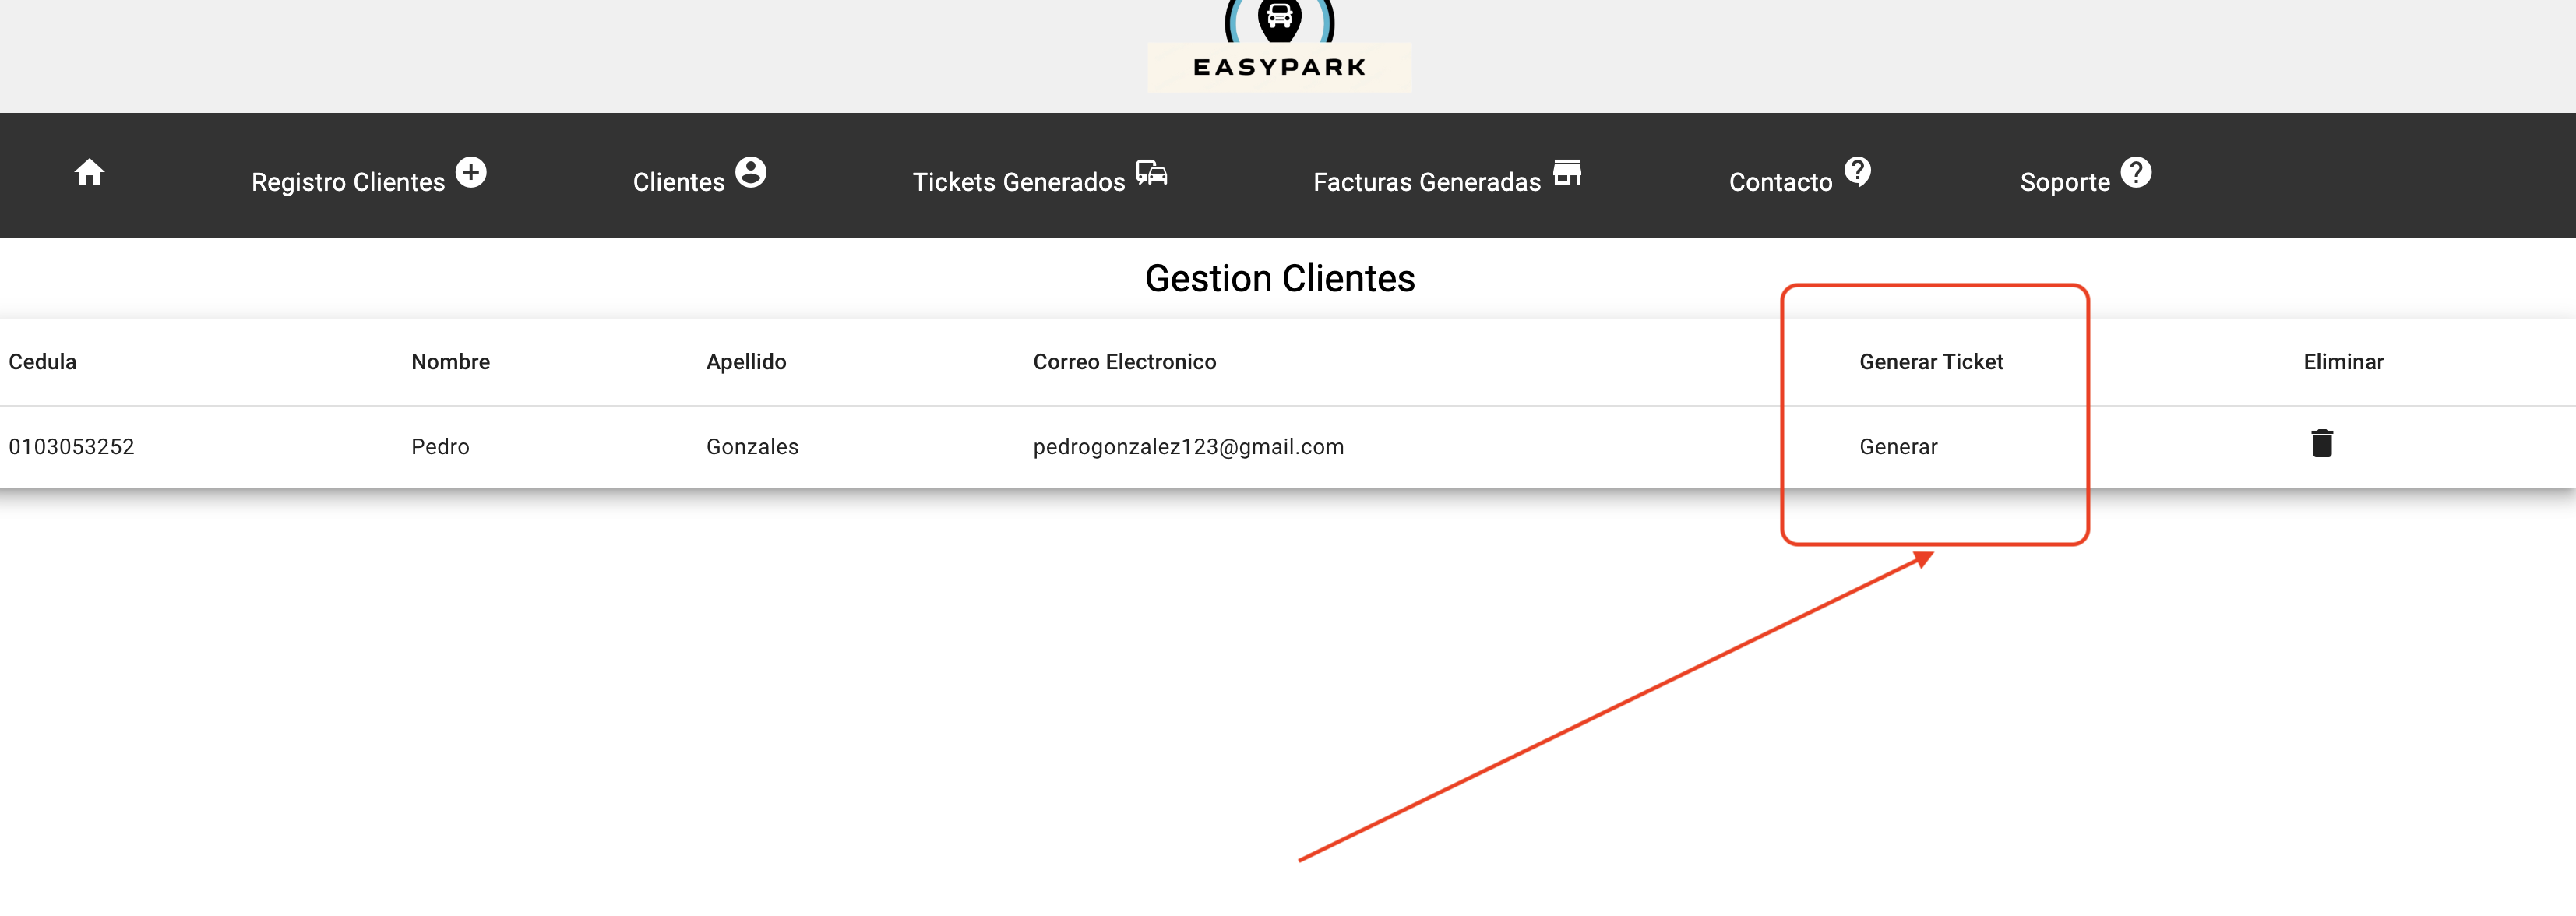 EASYPARK
Registro Clientes Clientes Tickets Generados Facturas Generadas Contacto Soporte
Gestion Clientes
Cedula Nombre Apellido Correo Electronico Generar Ticket Eliminar
0103053252 Pedro Gonzales pedrogonzalez123@gmail.com Generar